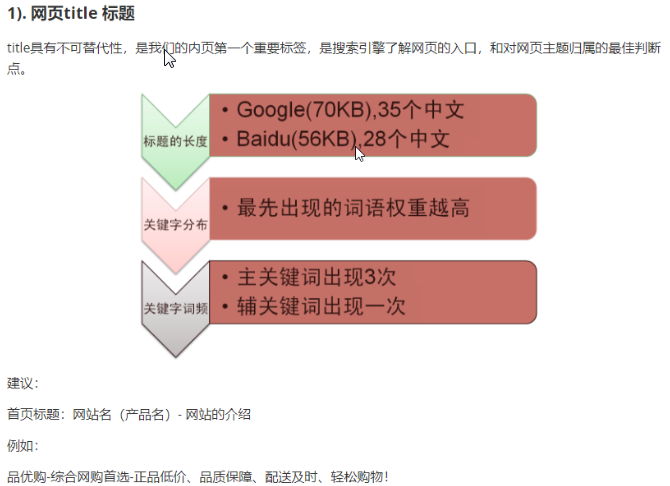 1). 网页title 标题
title具有不可替代性，是我们的内页第一个重要标签，是搜索引擎了解网页的入口，和对网页主题归属的最佳判断
点。
标题的长度
• Google(70KB),35个中文
• Baidu(56KB),28个中文
关键字分布
• 最先出现的词语权重越高
关键字词频
• 主关键词出现3次
• 辅关键词出现一次
建议：
首页标题：网站名（产品名）- 网站的介绍
例如：
品优购-综合网购首选-正品低价、品质保障、配送及时、轻松购物！